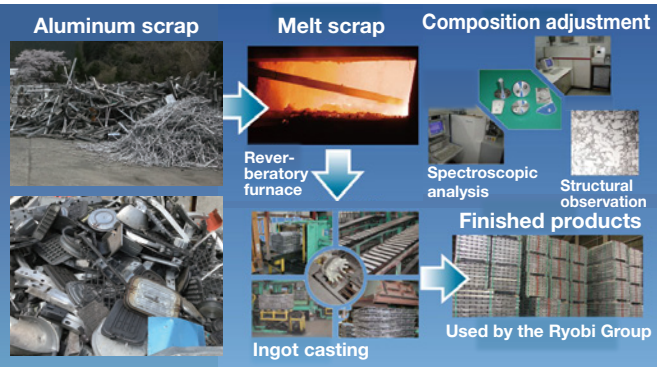 Aluminum scrap
Melt scrap
Composition adjustment
Rever-
beratory
furnace
Spectroscopic
analysis
Structural
observation
Finished products
Ingot casting
Used by the Ryobi Group